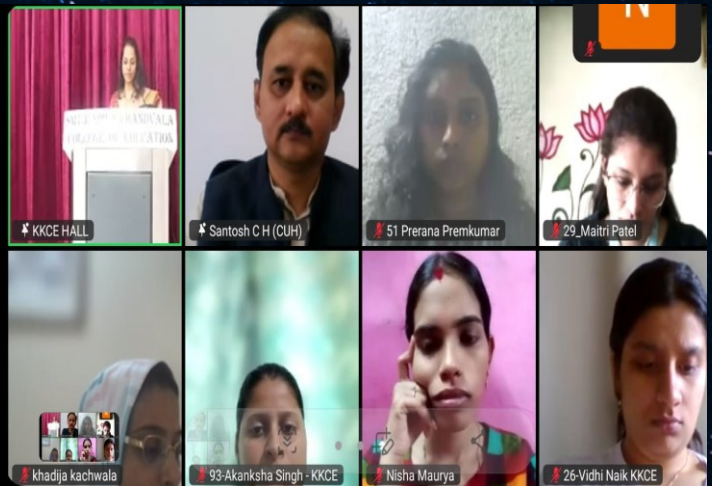 N
COLLEGE OF EDUCATION
KKCE HALL
Santosh C H (CUH)
51 Prerana Premkumar
29_Maitri Patel
khadija kachwala
93-Akanksha Singh - KKCE
Nisha Maurya
26-Vidhi Naik KKCE